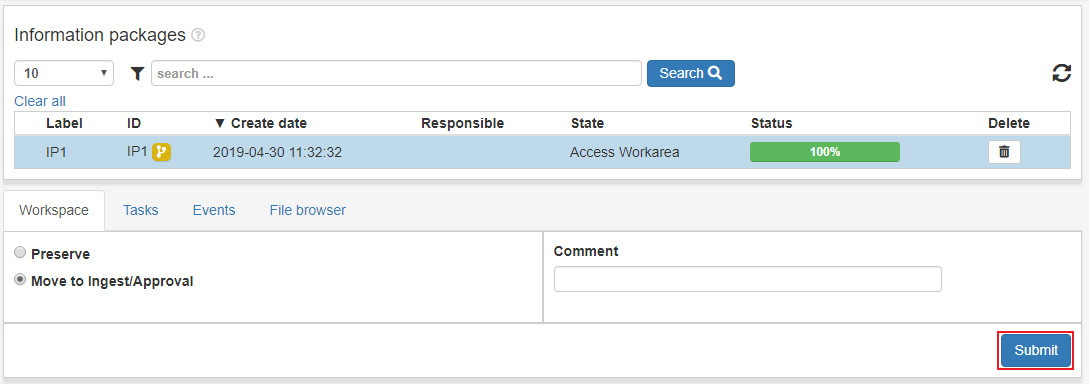 Information packages ?
10 ▼ search ... Search
Clear all
Label ID ▼ Create date Responsible State Status Delete
IP1 IP1 2019-04-30 11:32:32 Access Workarea 100%
Workspace Tasks Events File browser
Preserve
Move to Ingest/Approval
Comment
Submit